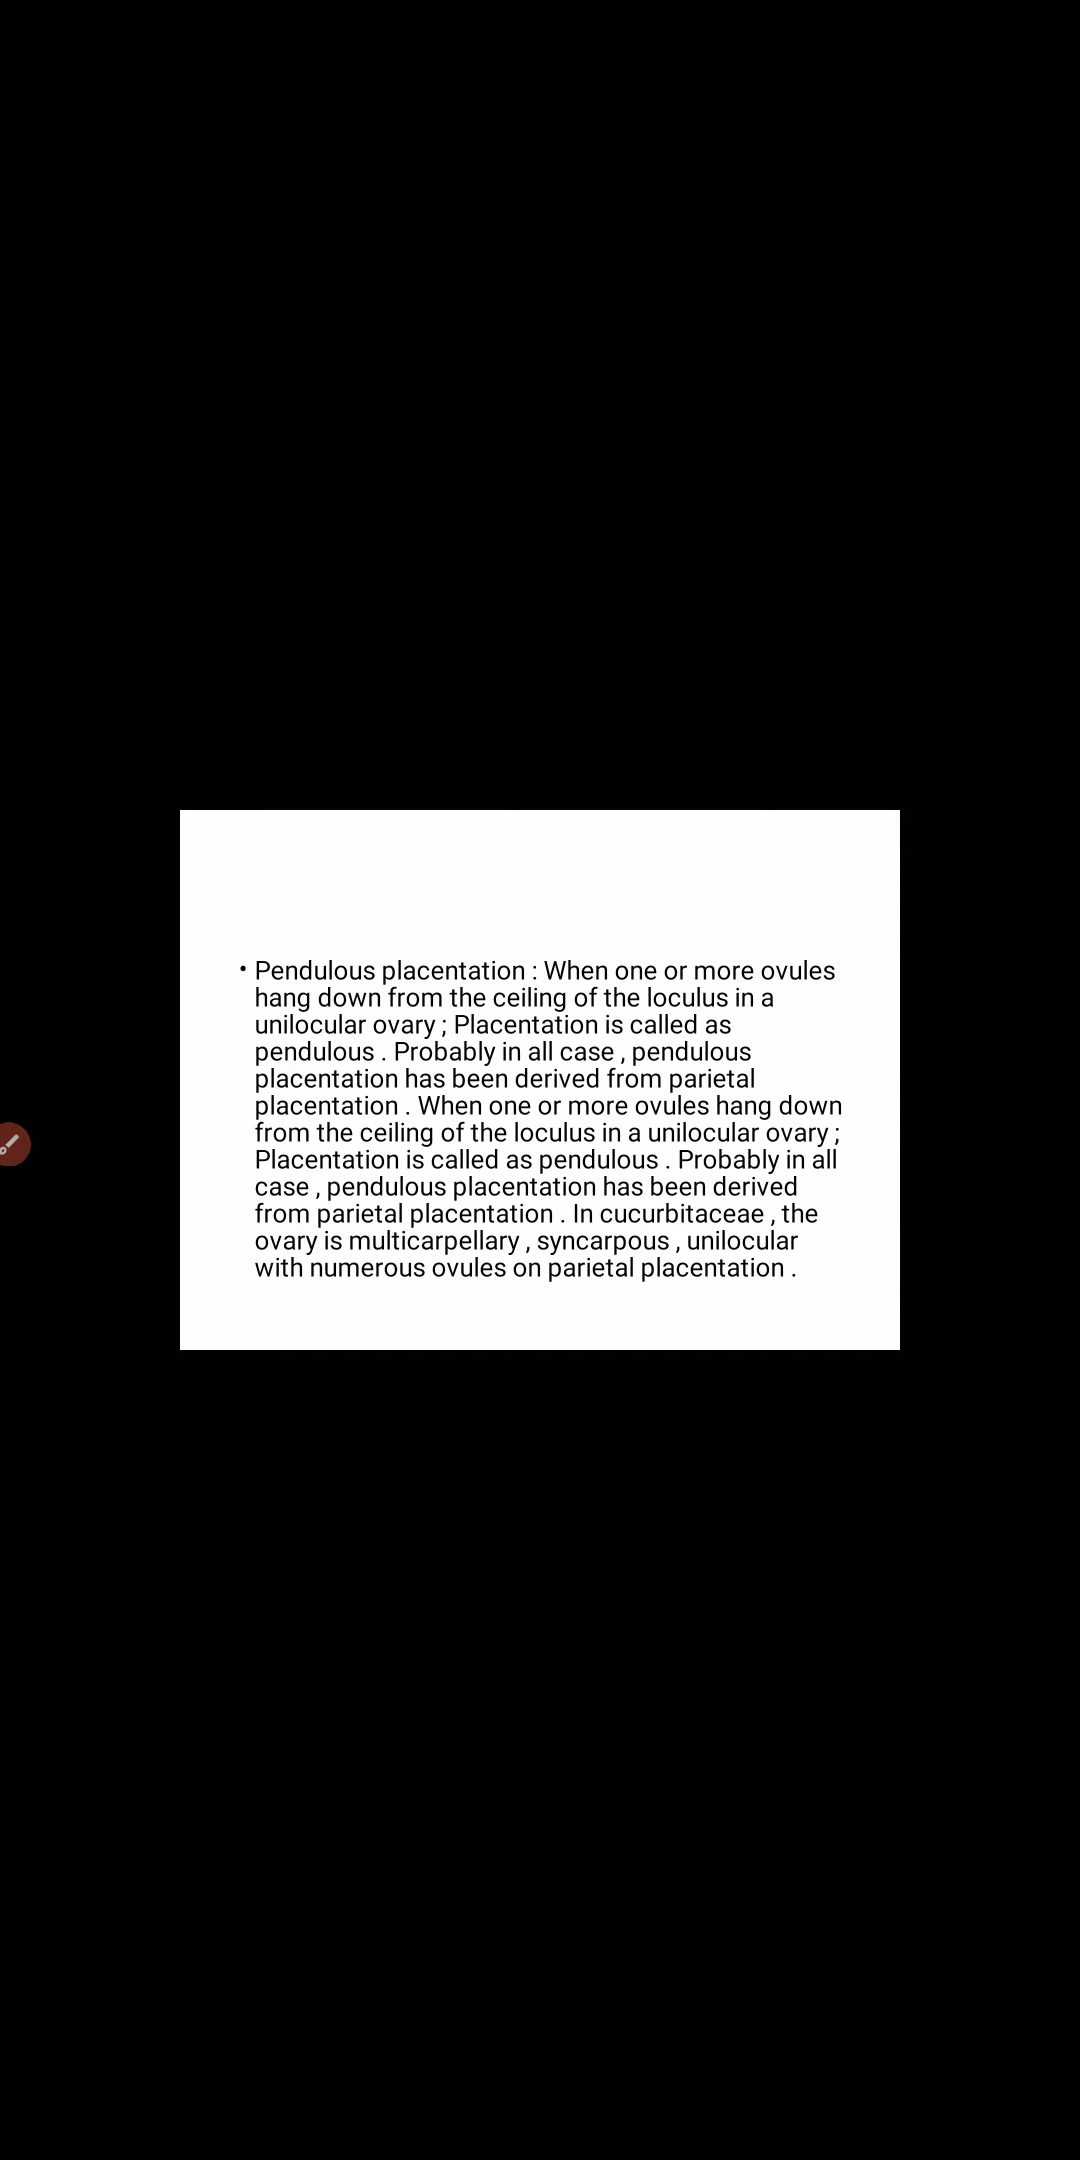 • Pendulous placentation : When one or more ovules
hang down from the ceiling of the loculus in a
unilocular ovary ; Placentation is called as
pendulous . Probably in all case , pendulous
placentation has been derived from parietal
placentation . When one or more ovules hang down
from the ceiling of the loculus in a unilocular ovary ;
Placentation is called as pendulous . Probably in all
case , pendulous placentation has been derived
from parietal placentation . In cucurbitaceae , the
ovary is multicarpellary , syncarpous , unilocular
with numerous ovules on parietal placentation .